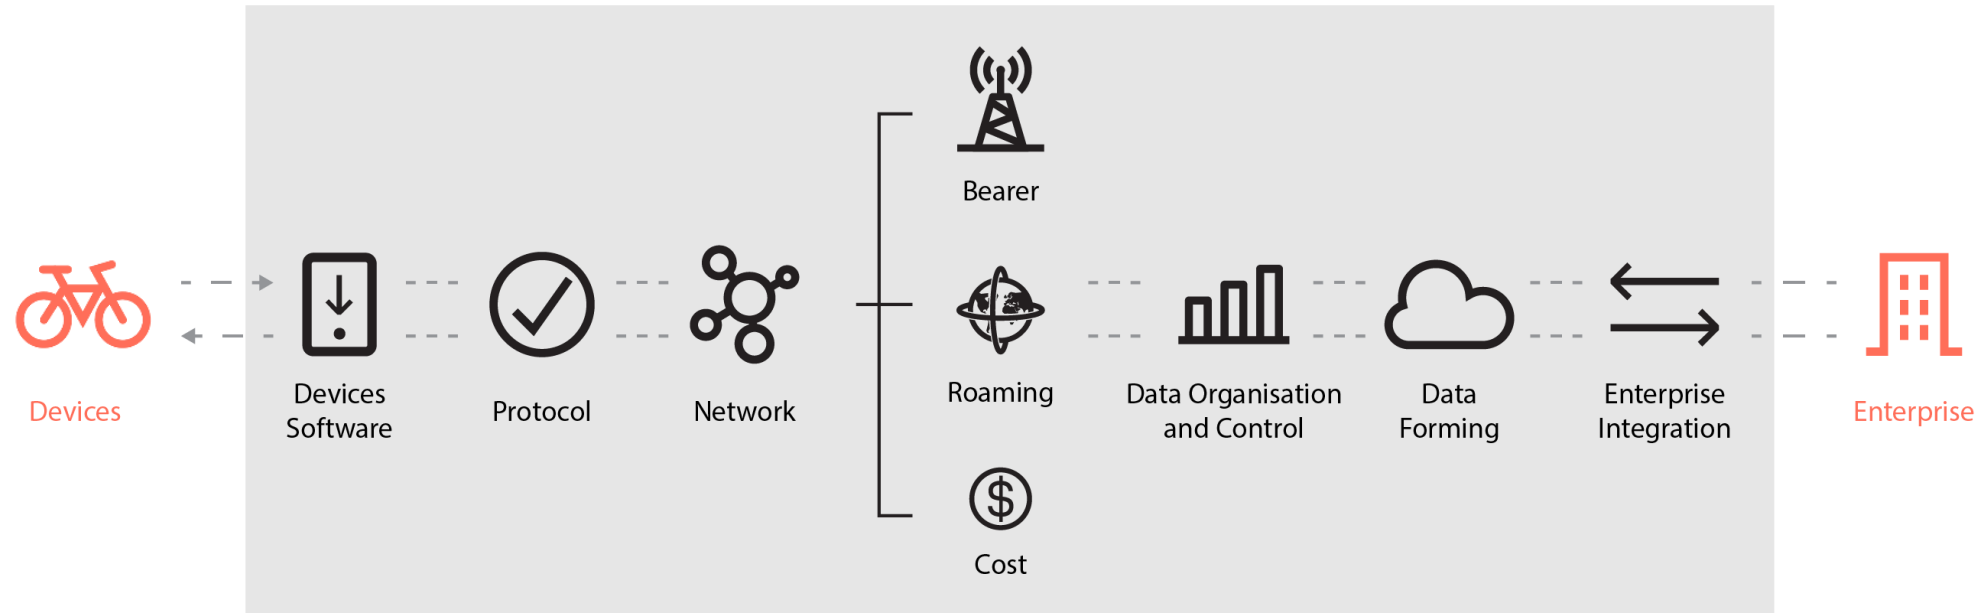 Devices
Devices
Software
Protocol
Network
Bearer
Roaming
$
Cost
Data Organisation
and Control
Data
Forming
Enterprise
Integration
Enterprise